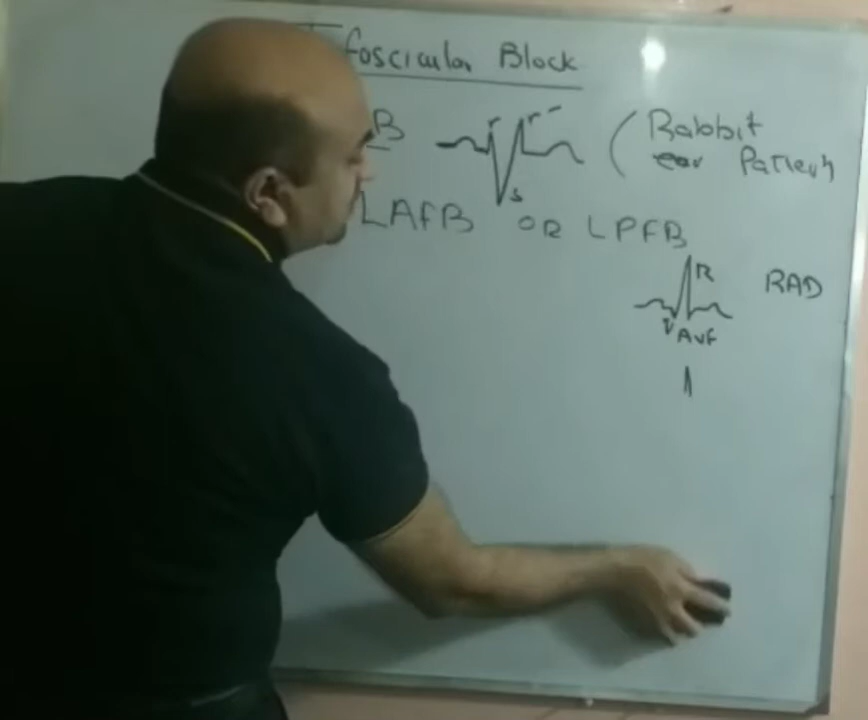 fascicular Block
B r r' (Rabbit
s ear Pattern
LAFB OR LPFB
R RAD
AVF